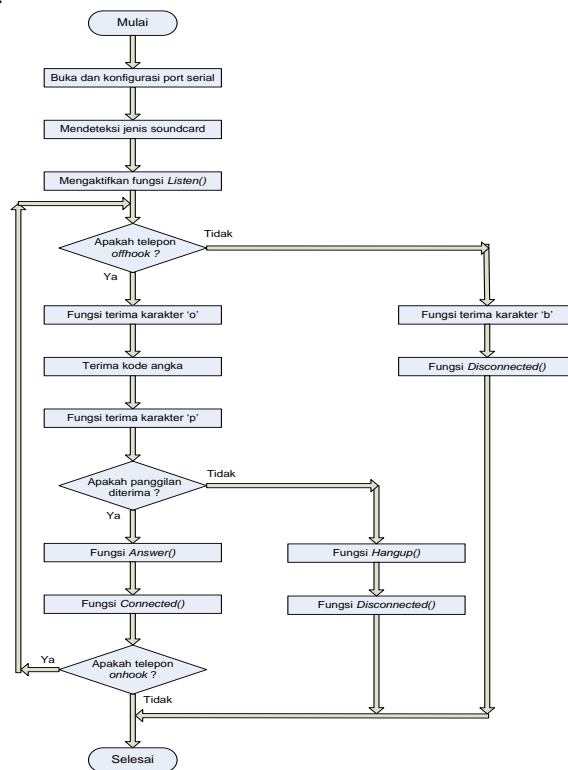 Mulai
Buka dan konfigurasi port serial
Mendeteksi jenis soundcard
Mengaktifkan fungsi Listen()
Apakah telepon
offhook ?
Tidak
Ya
Fungsi terima karakter ‘o’
Fungsi terima karakter ‘b’
Terima kode angka
Fungsi Disconnected()
Fungsi terima karakter ‘p’
Apakah panggilan
diterima ?
Tidak
Ya
Fungsi Answer()
Fungsi Hangup()
Fungsi Connected()
Fungsi Disconnected()
Apakah telepon
onhook ?
Ya
Tidak
Selesai